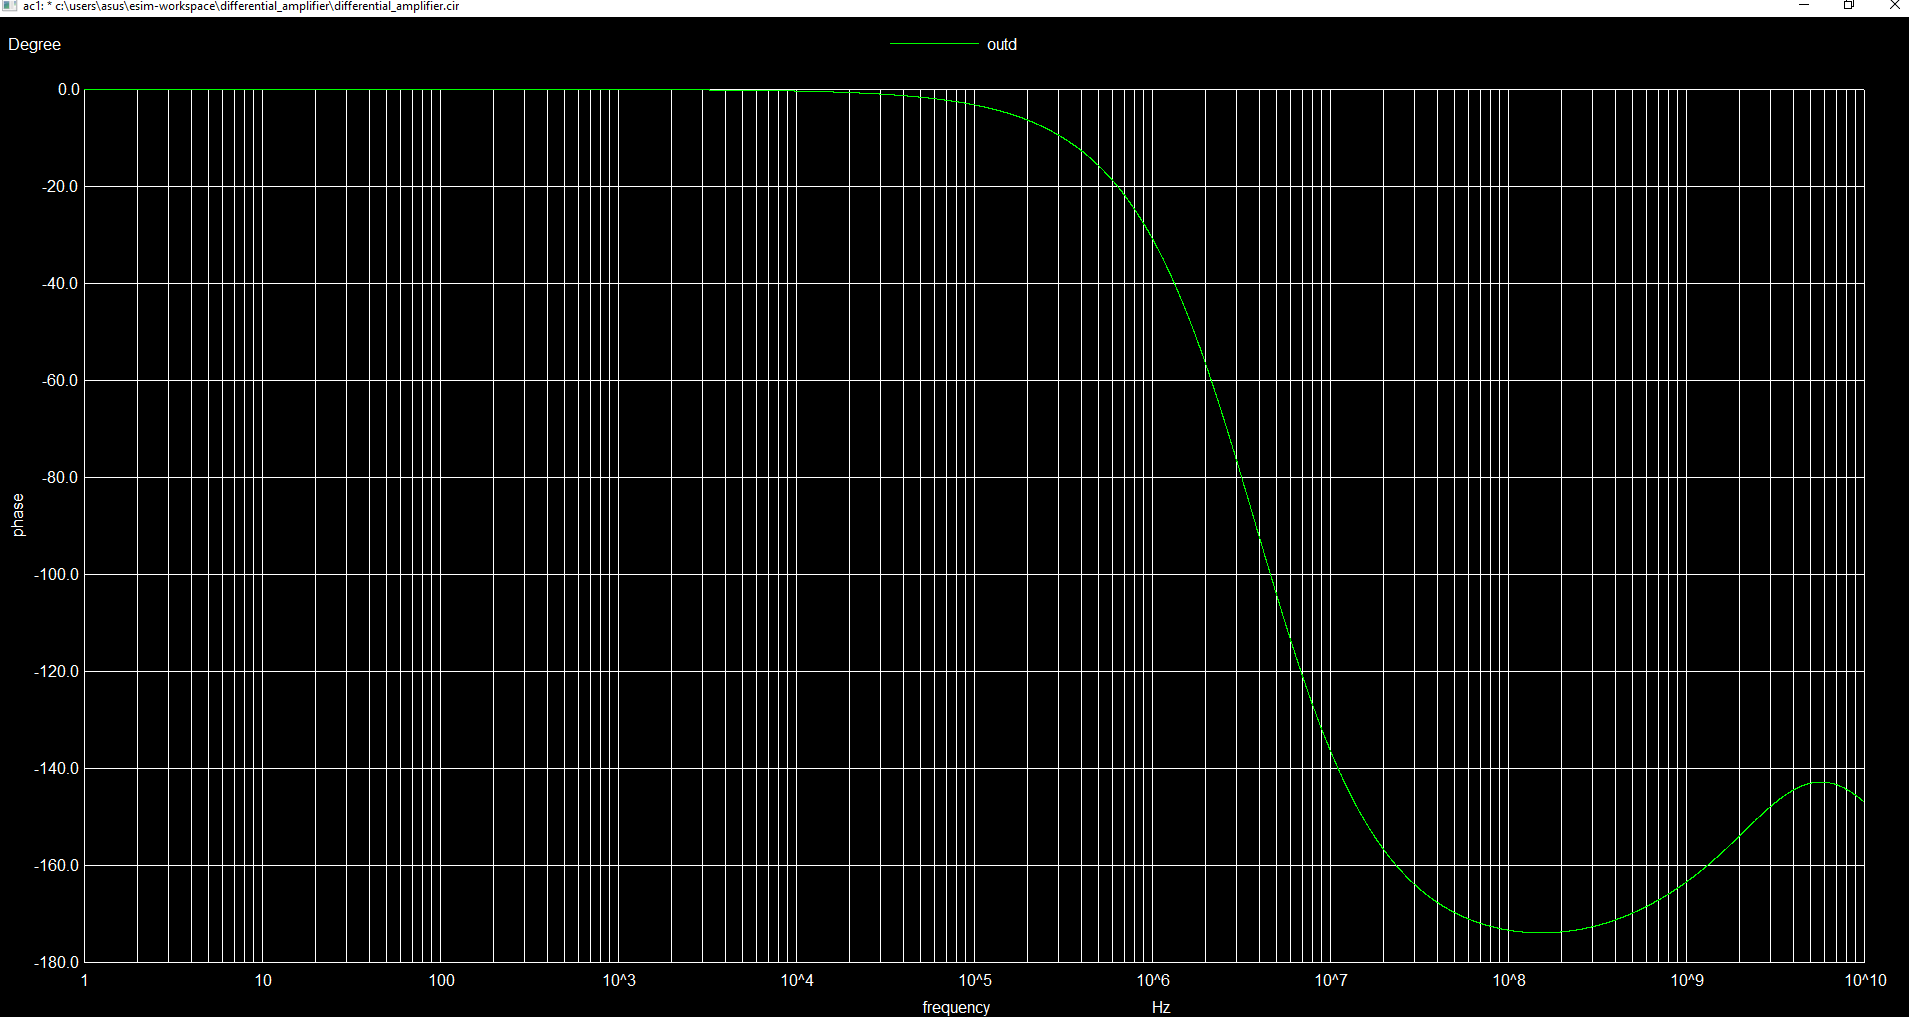 ac1: * c:\users\asus\esim-workspace\differential_amplifier\differential_amplifier.cir
Degree
outd
0.0
-20.0
-40.0
-60.0
-80.0
phase
-100.0
-120.0
-140.0
-160.0
-180.0
1 10 100 10^3 10^4 10^5 10^6 10^7 10^8 10^9 10^10
frequency Hz